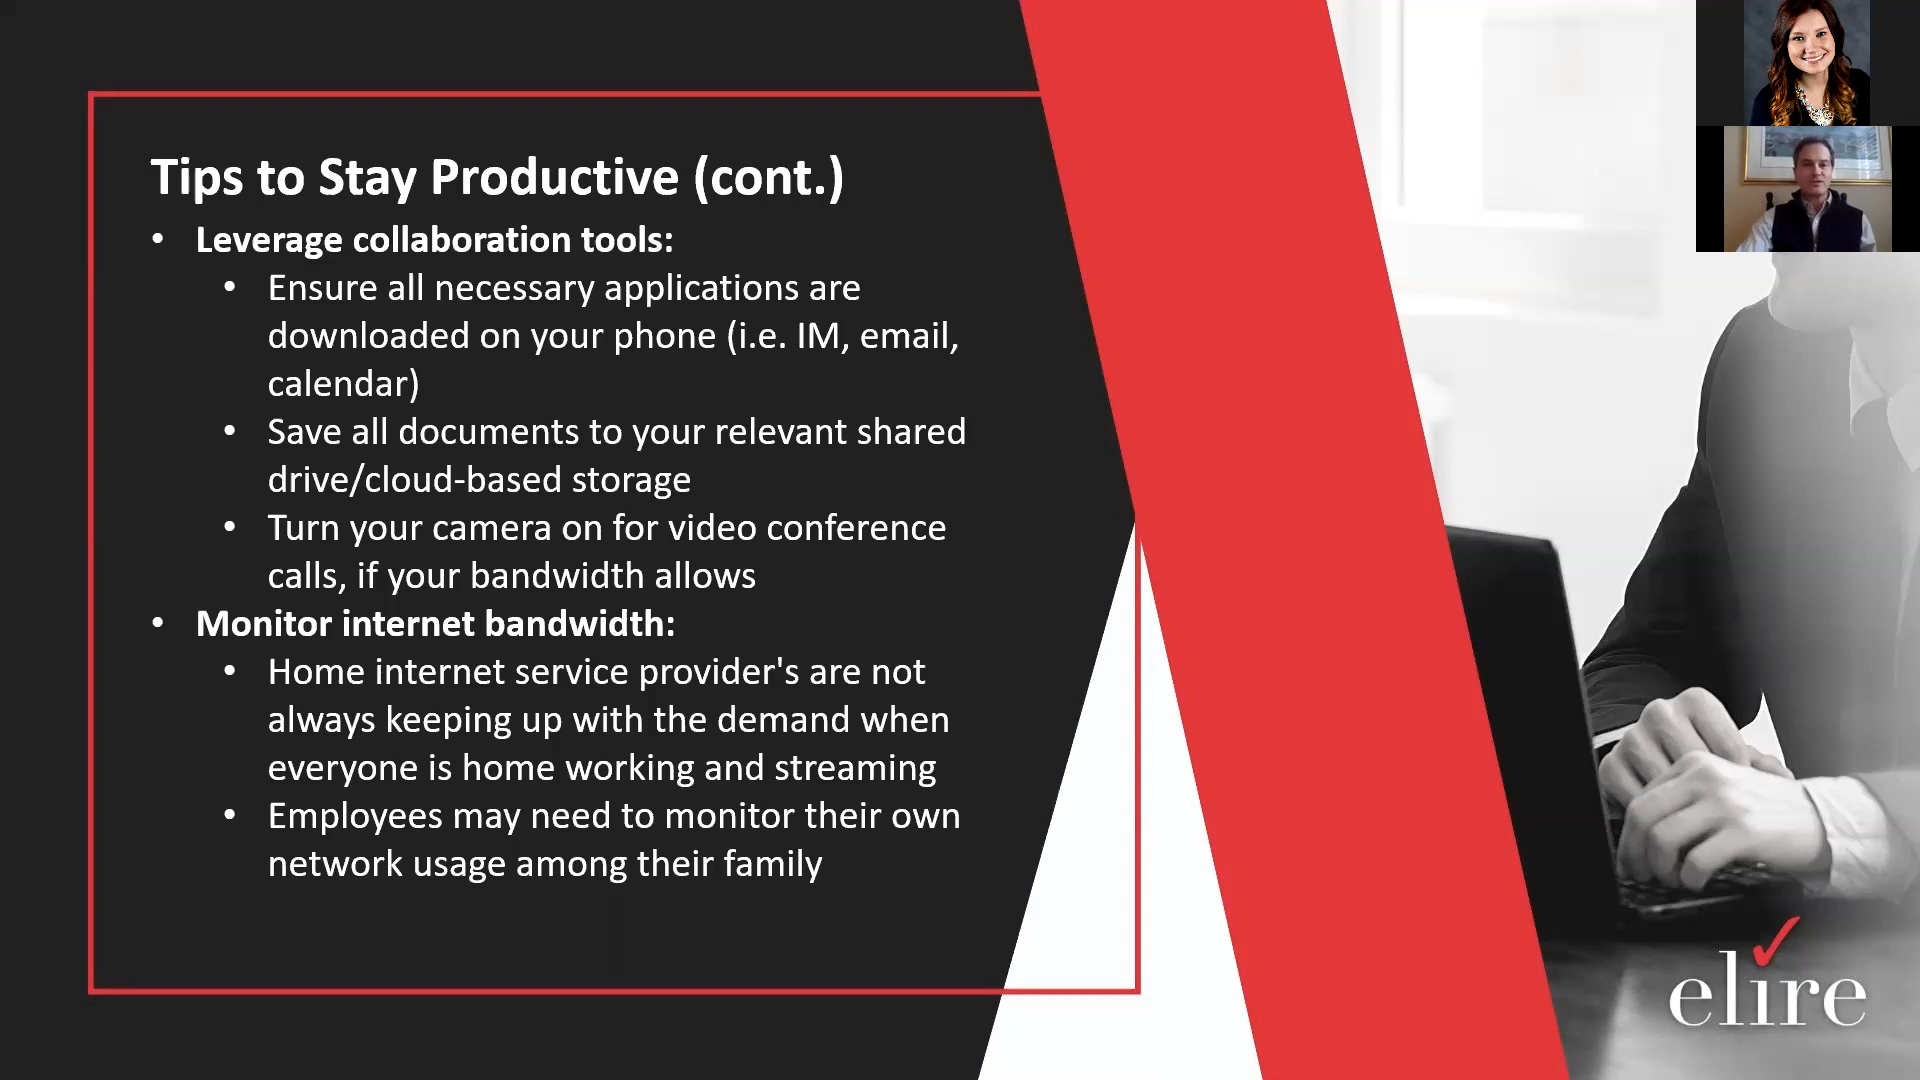 Tips to Stay Productive (cont.)
• Leverage collaboration tools:
• Ensure all necessary applications are
downloaded on your phone (i.e. IM, email,
calendar)
• Save all documents to your relevant shared
drive/cloud-based storage
• Turn your camera on for video conference
calls, if your bandwidth allows
• Monitor internet bandwidth:
• Home internet service provider's are not
always keeping up with the demand when
everyone is home working and streaming
• Employees may need to monitor their own
network usage among their family
elire